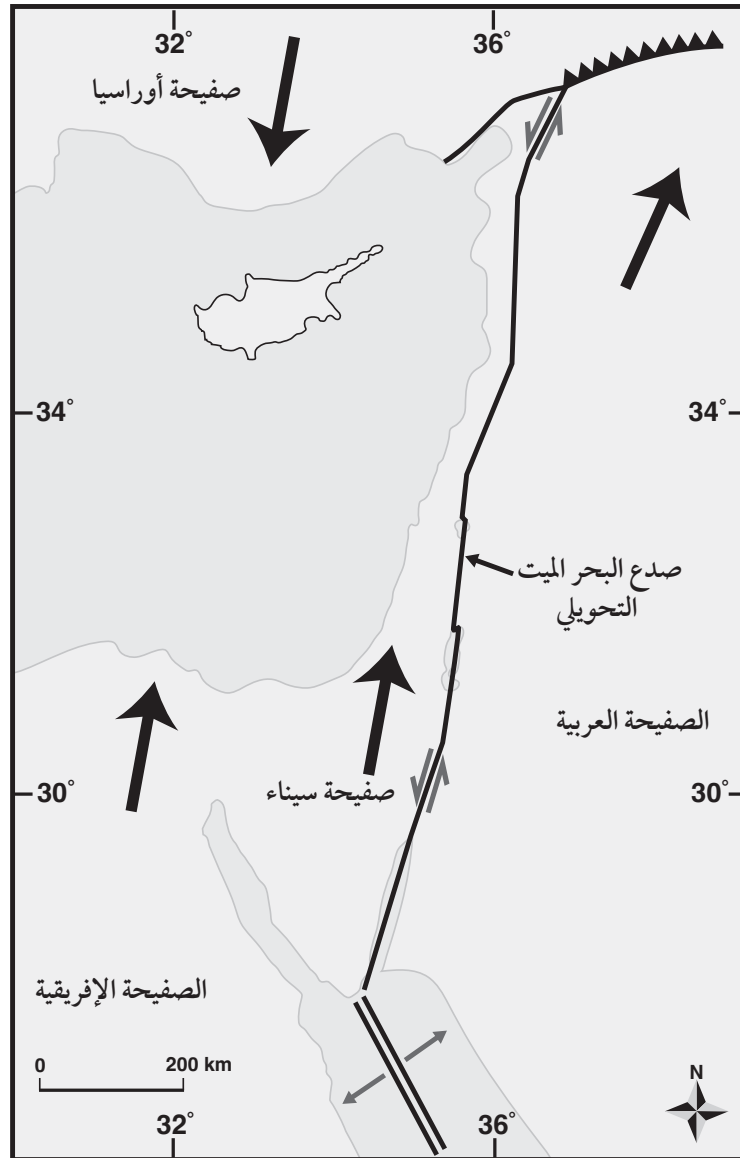 32°
36°
صفيحة أوراسيا
34°
34°
صدع البحر الميت
التحويلي
الصفيحة العربية
30°
صفيحة سيناء
30°
الصفيحة الإفريقية
0
200 km
N
32°
36°